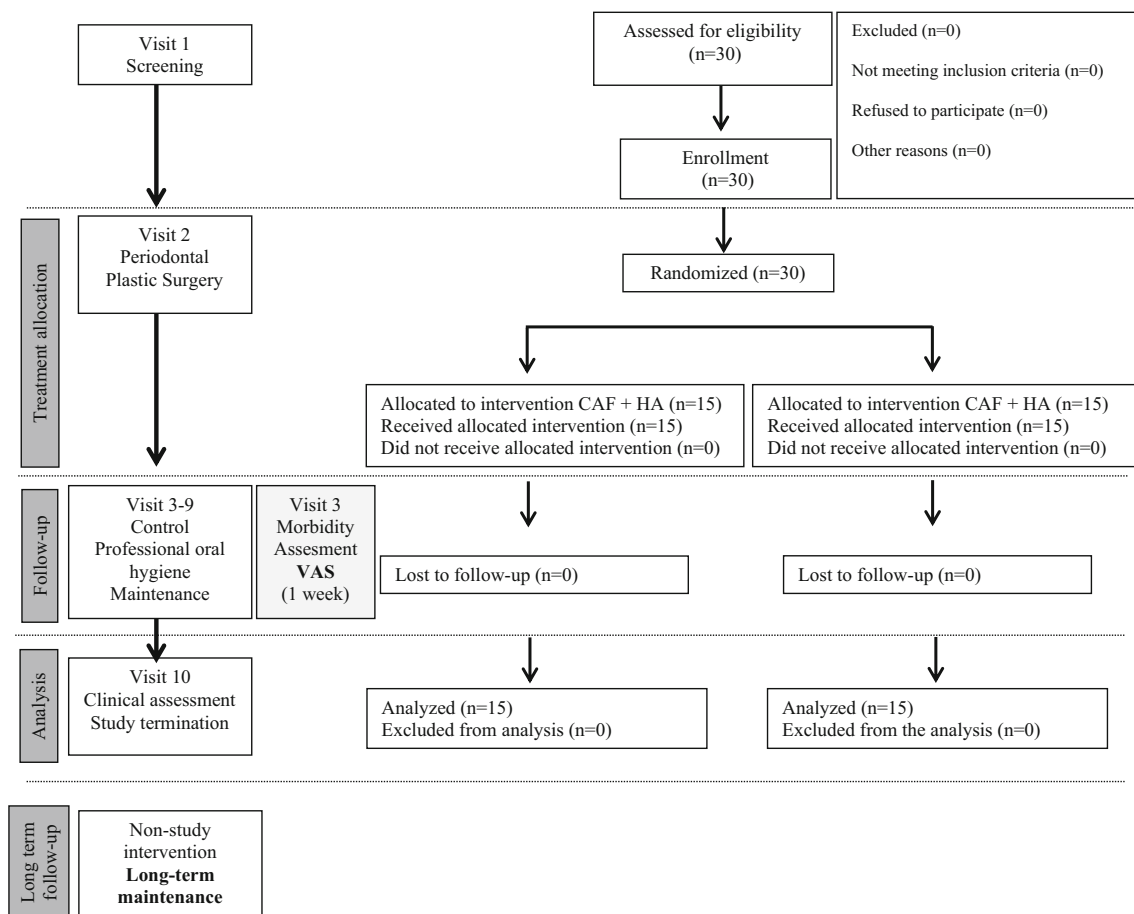 Visit 1
Screening
Assessed for eligibility
(n=30)
Excluded (n=0)
Not meeting inclusion criteria (n=0)
Refused to participate (n=0)
Other reasons (n=0)
Enrollment
(n=30)
Treatment allocation
Visit 2
Periodontal
Plastic Surgery
Randomized (n=30)
Allocated to intervention CAF + HA (n=15)
Received allocated intervention (n=15)
Did not receive allocated intervention (n=0)
Allocated to intervention CAF + HA (n=15)
Received allocated intervention (n=15)
Did not receive allocated intervention (n=0)
Follow-up
Visit 3-9
Control
Professional oral
hygiene
Maintenance
Visit 3
Morbidity
Assesment
VAS
(1 week)
Lost to follow-up (n=0)
Lost to follow-up (n=0)
Analysis
Visit 10
Clinical assessment
Study termination
Analyzed (n=15)
Excluded from analysis (n=0)
Analyzed (n=15)
Excluded from the analysis (n=0)
Long term
follow-up
Non-study
intervention
Long-term
maintenance